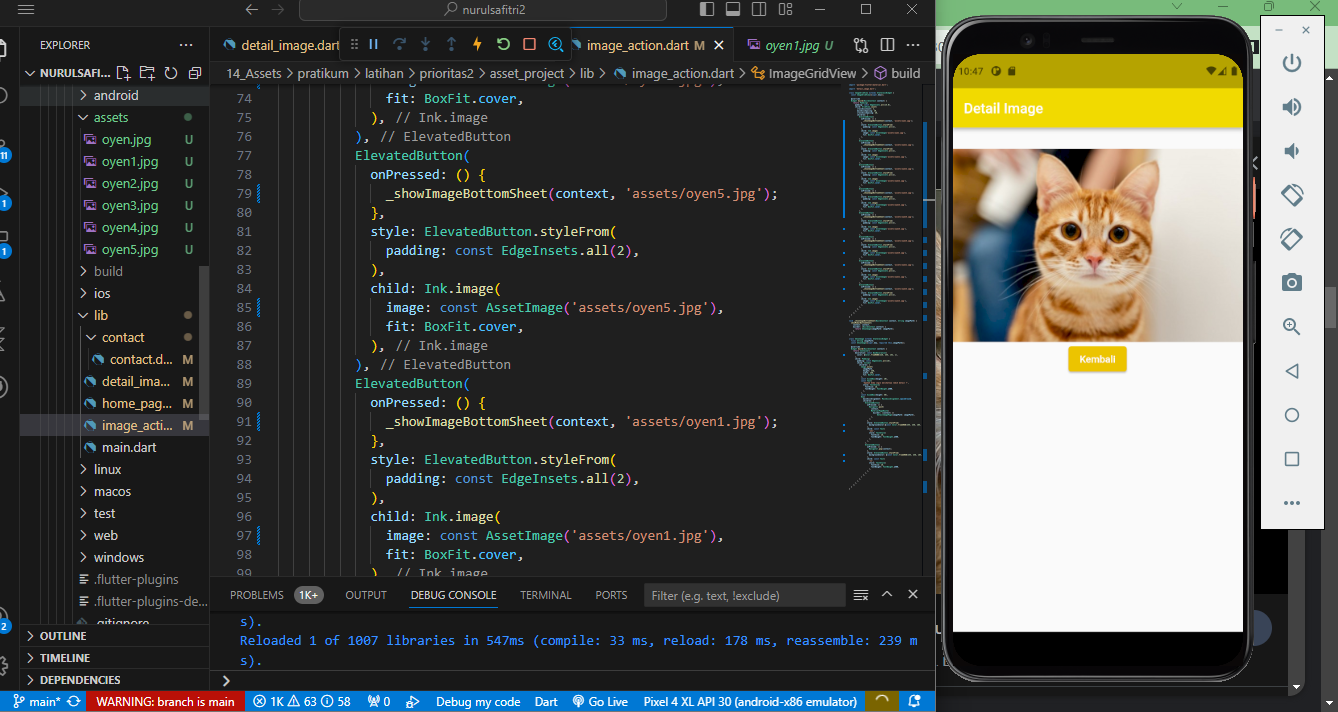 nurulsafitri2
EXPLORER
detail_image.dart
image_action.dart M
oyen1.jpg U
NURULSAFI...
14_Assets > pratikum > latihan > prioritas2 > asset_project > lib > image_action.dart > ImageGridView > build
android
assets
oyen.jpg U
oyen1.jpg U
oyen2.jpg U
oyen3.jpg U
oyen4.jpg U
oyen5.jpg U
build
ios
lib
contact
contact.d... M
detail_ima... M
home_pag... M
image_acti... M
main.dart
linux
macos
test
web
windows
.flutter-plugins
.flutter-plugins-de...
.gitignore
OUTLINE
TIMELINE
DEPENDENCIES
11
1
1
2
74 fit: BoxFit.cover,
75 ), // Ink.image
76 ), // ElevatedButton
77 ElevatedButton(
78 onPressed: () {
79 _showImageBottomSheet(context, 'assets/oyen5.jpg');
80 },
81 style: ElevatedButton.styleFrom(
82 padding: const EdgeInsets.all(2),
83 ),
84 child: Ink.image(
85 image: const AssetImage('assets/oyen5.jpg'),
86 fit: BoxFit.cover,
87 ), // Ink.image
88 ), // ElevatedButton
89 ElevatedButton(
90 onPressed: () {
91 _showImageBottomSheet(context, 'assets/oyen1.jpg');
92 },
93 style: ElevatedButton.styleFrom(
94 padding: const EdgeInsets.all(2),
95 ),
96 child: Ink.image(
97 image: const AssetImage('assets/oyen1.jpg'),
98 fit: BoxFit.cover,
99 ), // Ink.image
PROBLEMS 1K+ OUTPUT DEBUG CONSOLE TERMINAL PORTS Filter (e.g. text, !exclude)
s).
Reloaded 1 of 1007 libraries in 547ms (compile: 33 ms, reload: 178 ms, reassemble: 239 m
s).
main* WARNING: branch is main 1K 63 58 0 Debug my code Dart Go Live Pixel 4 XL API 30 (android-x86 emulator)
10:47
Detail Image
Kembali